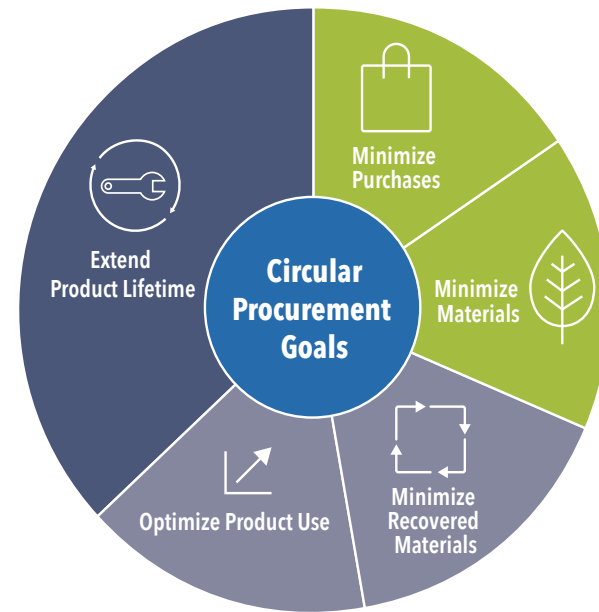 Circular
Procurement
Goals
Minimize
Purchases
Minimize
Materials
Minimize
Recovered
Materials
Optimize Product Use
Extend
Product Lifetime